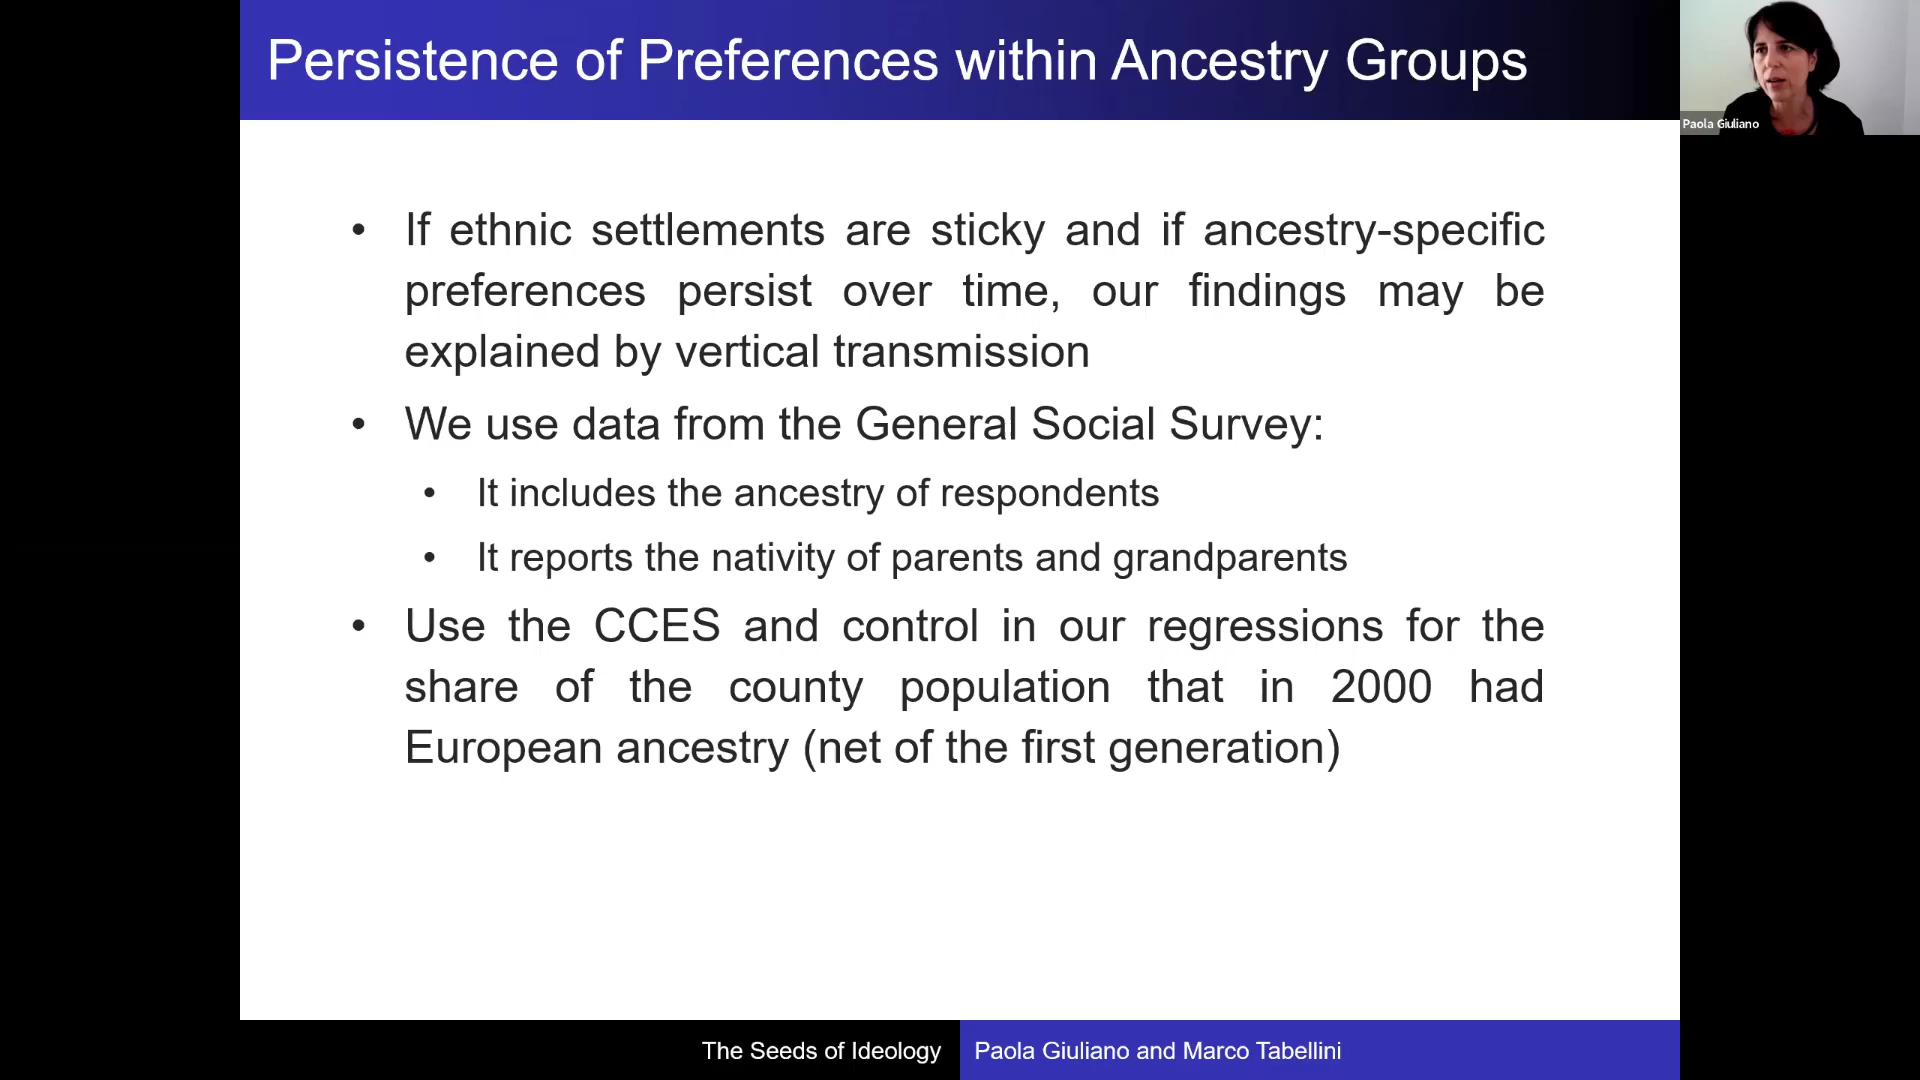 Persistence of Preferences within Ancestry Groups
Paola Giuliano
• If ethnic settlements are sticky and if ancestry-specific
preferences persist over time, our findings may be
explained by vertical transmission
• We use data from the General Social Survey:
• It includes the ancestry of respondents
• It reports the nativity of parents and grandparents
• Use the CCES and control in our regressions for the
share of the county population that in 2000 had
European ancestry (net of the first generation)
The Seeds of Ideology
Paola Giuliano and Marco Tabellini